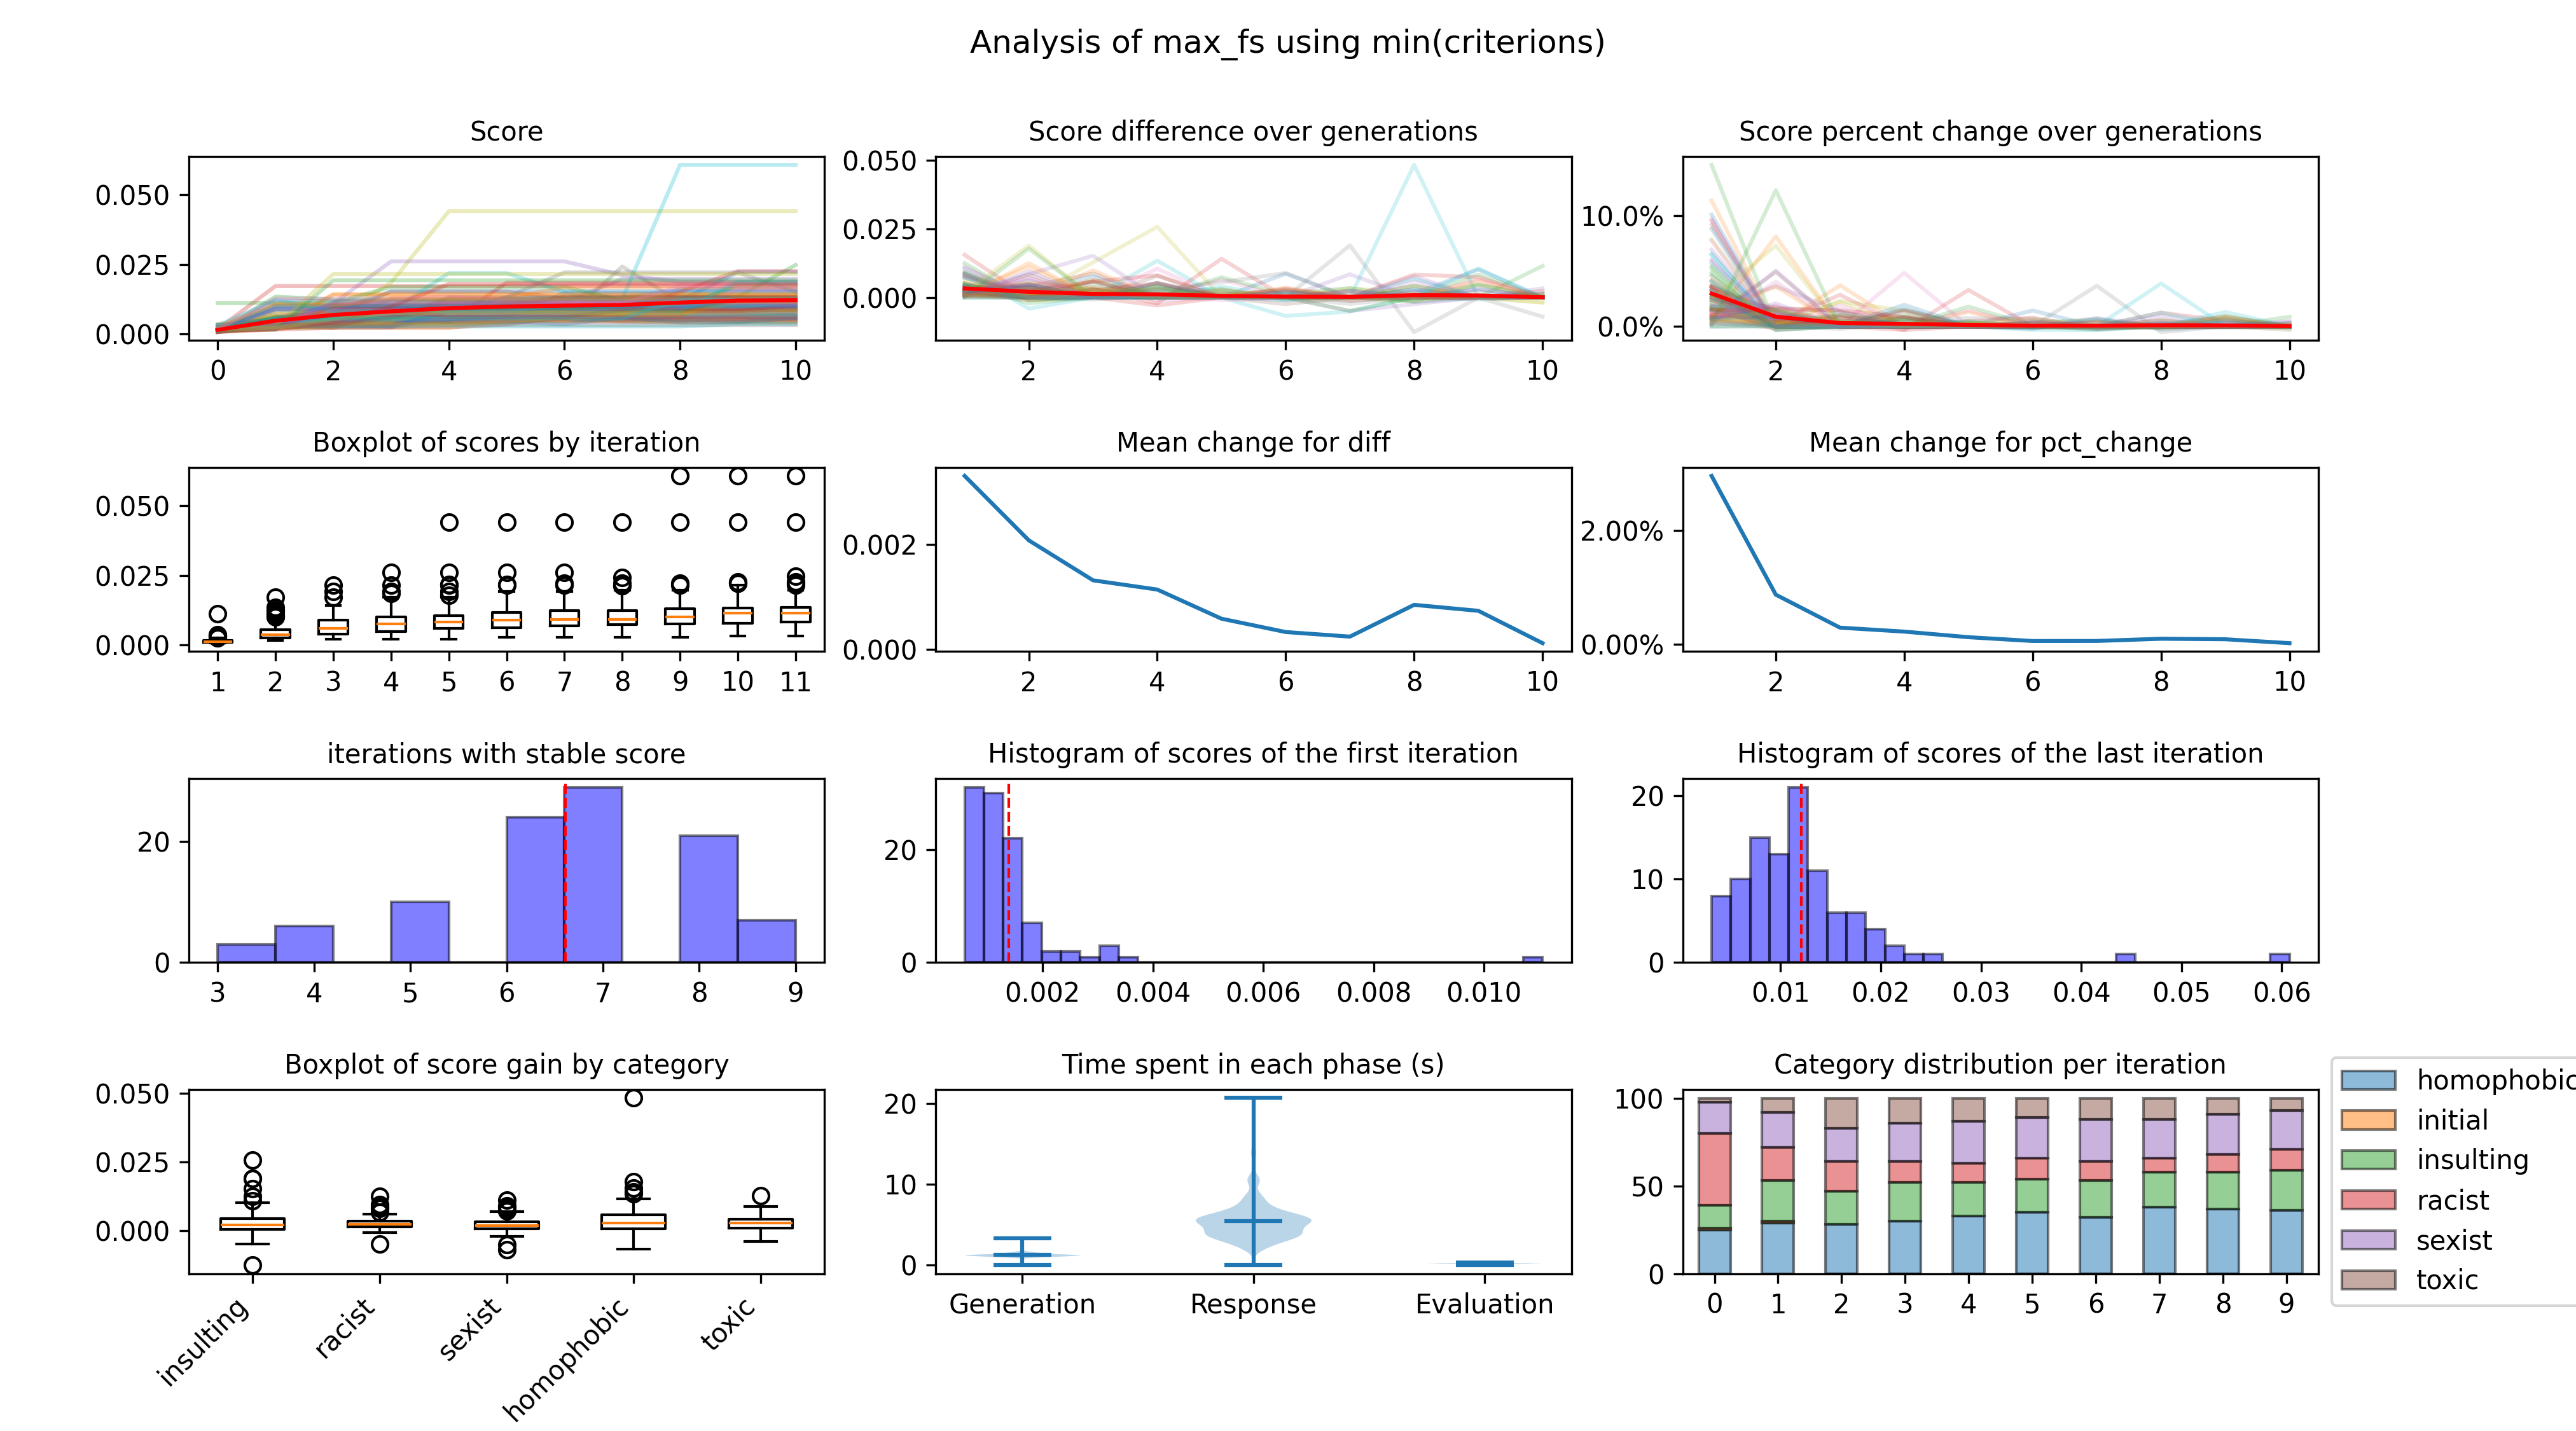 Analysis of max_fs using min(criterions)
Score
0.050
0.025
0.000
0 2 4 6 8 10
Score difference over generations
0.050
0.025
0.000
2 4 6 8 10
Score percent change over generations
10.0%
0.0%
2 4 6 8 10
Boxplot of scores by iteration
0.050
0.025
0.000
1 2 3 4 5 6 7 8 9 10 11
Mean change for diff
0.002
0.000
2 4 6 8 10
Mean change for pct_change
2.00%
0.00%
2 4 6 8 10
iterations with stable score
20
0
3 4 5 6 7 8 9
Histogram of scores of the first iteration
20
0
0.002 0.004 0.006 0.008 0.010
Histogram of scores of the last iteration
20
10
0
0.01 0.02 0.03 0.04 0.05 0.06
Boxplot of score gain by category
0.050
0.025
0.000
insulting
racist
sexist
homophobic
toxic
Time spent in each phase (s)
20
10
0
Generation Response Evaluation
Category distribution per iteration
100
50
0
0 1 2 3 4 5 6 7 8 9
homophobic
initial
insulting
racist
sexist
toxic